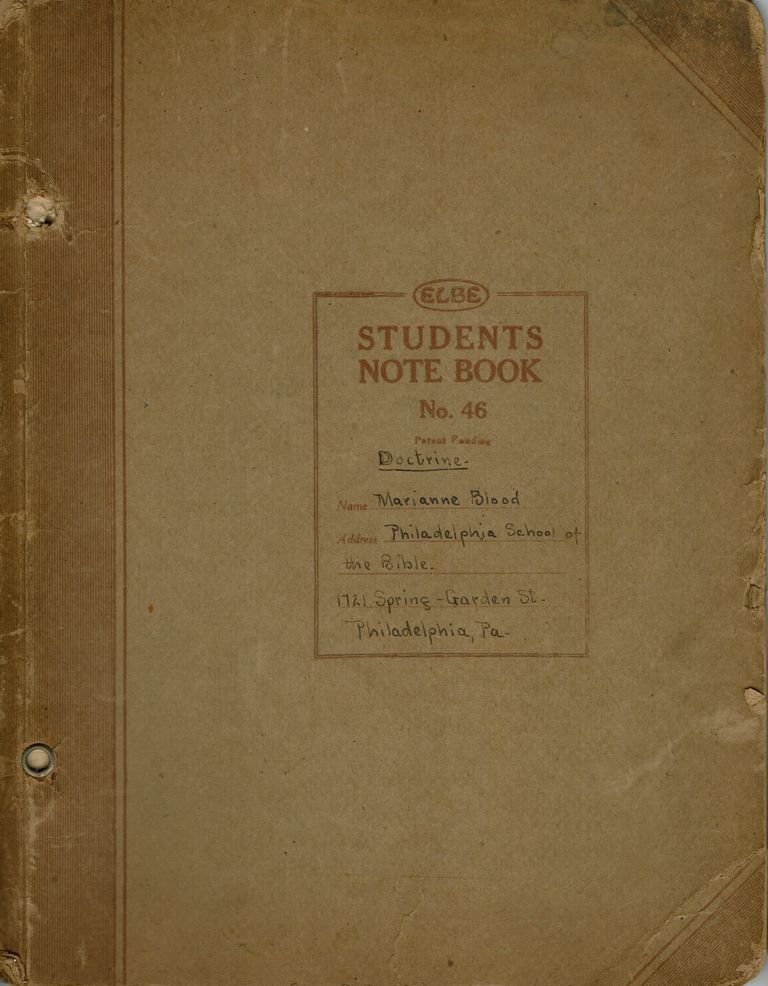 ELBE
STUDENTS
NOTE BOOK
No. 46
Patent Pending
Doctrine-
Name Marianne Blood
Address Philadelphia School of
the Bible.
1721 Spring-Garden St-
Philadelphia, Pa-